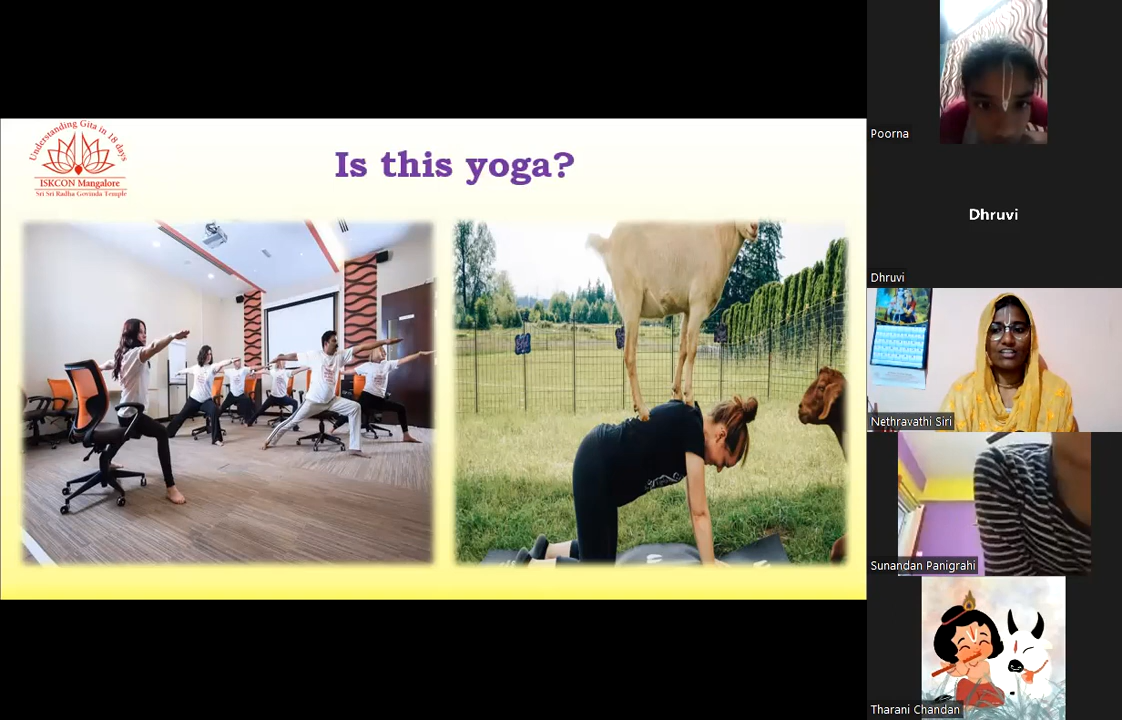 Understanding Gita in 18 days
ISKCON Mangalore
Sri Sri Radha Govinda Temple
Is this yoga?
Poorna
Dhruvi
Dhruvi
Nethravathi Siri
Sunandan Panigrahi
Tharani Chandan